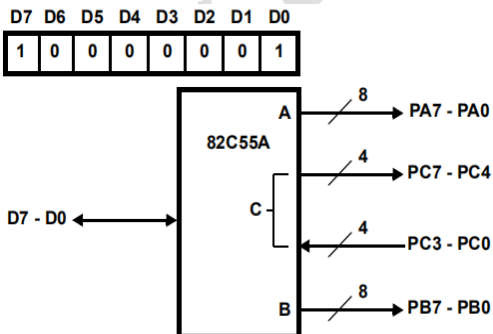 D7 D6 D5 D4 D3 D2 D1 D0
1 0 0 0 0 0 0 1
8
A PA7 - PA0
82C55A
4
PC7 - PC4
C
D7 - D0
4
PC3 - PC0
8
B PB7 - PB0